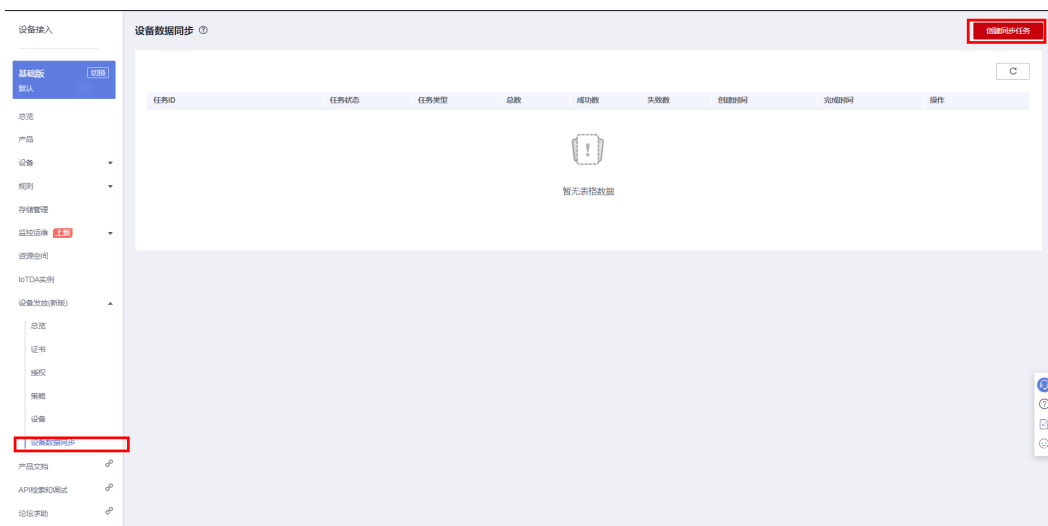 设备接入
基础版 切换
默认
总览
产品
设备
规则
存储管理
监控运维 上新
资源空间
IoTDA实例
设备发放(新版)
总览
证书
授权
策略
设备
设备数据同步
产品文档
API检索和调试
论坛求助
设备数据同步
创建同步任务
任务ID 任务状态 任务类型 总数 成功数 失败数 创建时间 完成时间 操作
暂无表格数据